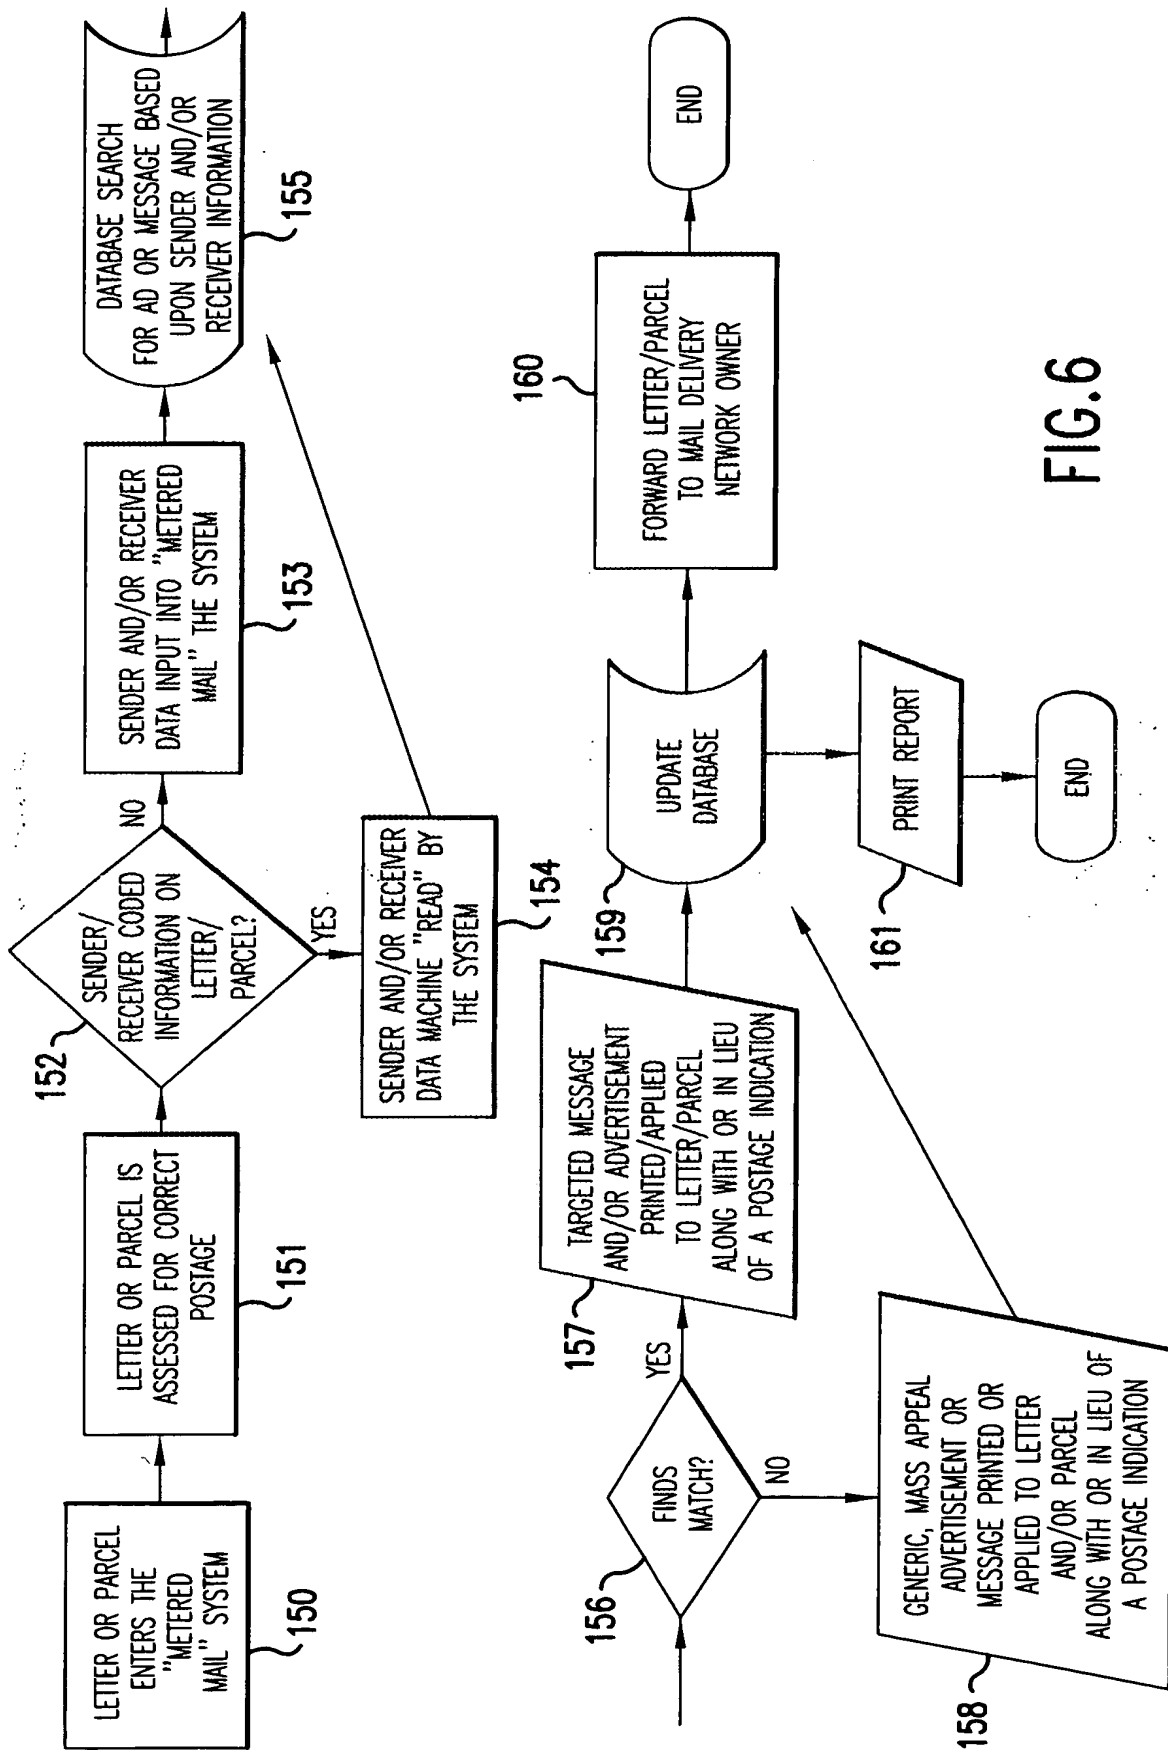 LETTER OR PARCEL
ENTERS THE
"METERED
MAIL" SYSTEM
150
LETTER OR PARCEL IS
ASSESSED FOR CORRECT
POSTAGE
151
SENDER/
RECEIVER CODED
INFORMATION ON
LETTER/
PARCEL?
152
NO
YES
SENDER AND/OR RECEIVER
DATA INPUT INTO "METERED
MAIL" THE SYSTEM
153
SENDER AND/OR RECEIVER
DATA MACHINE "READ" BY
THE SYSTEM
154
DATABASE SEARCH
FOR AD OR MESSAGE BASED
UPON SENDER AND/OR
RECEIVER INFORMATION
155
FINDS
MATCH?
156
YES
NO
TARGETED MESSAGE
AND/OR ADVERTISEMENT
PRINTED/APPLIED
TO LETTER/PARCEL
ALONG WITH OR IN LIEU
OF A POSTAGE INDICATION
157
GENERIC, MASS APPEAL
ADVERTISEMENT OR
MESSAGE PRINTED OR
APPLIED TO LETTER
AND/OR PARCEL
ALONG WITH OR IN LIEU OF
A POSTAGE INDICATION
158
UPDATE
DATABASE
159
FORWARD LETTER/PARCEL
TO MAIL DELIVERY
NETWORK OWNER
160
END
PRINT REPORT
161
END
FIG.6